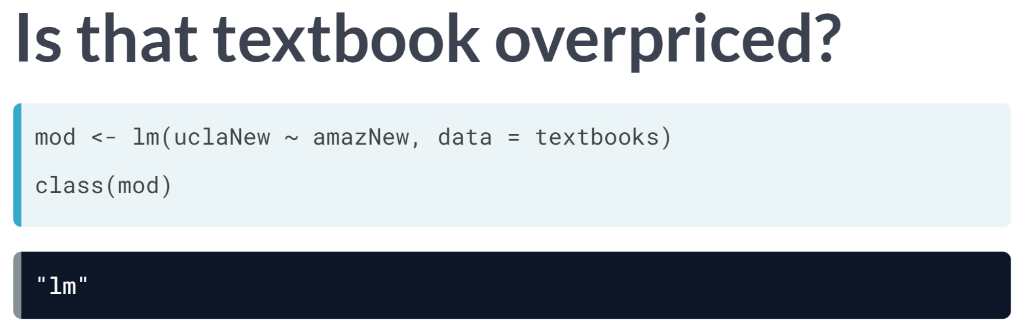 Is that textbook overpriced?
mod <- lm(uclaNew ~ amazNew, data = textbooks)
class(mod)
"lm"